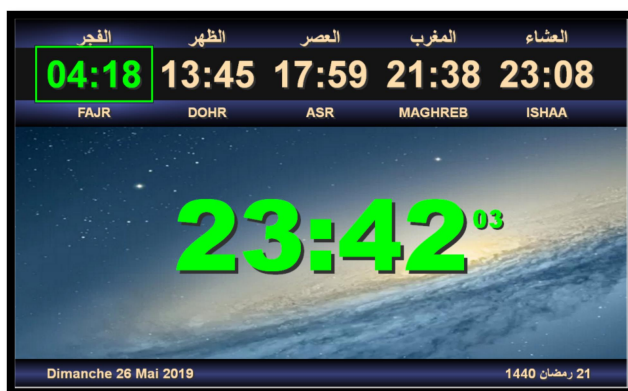 الفجر الظهر العصر المغرب العشاء
04:18 13:45 17:59 21:38 23:08
FAJR DOHR ASR MAGHREB ISHAA
23:42 03
Dimanche 26 Mai 2019 21 رمضان 1440